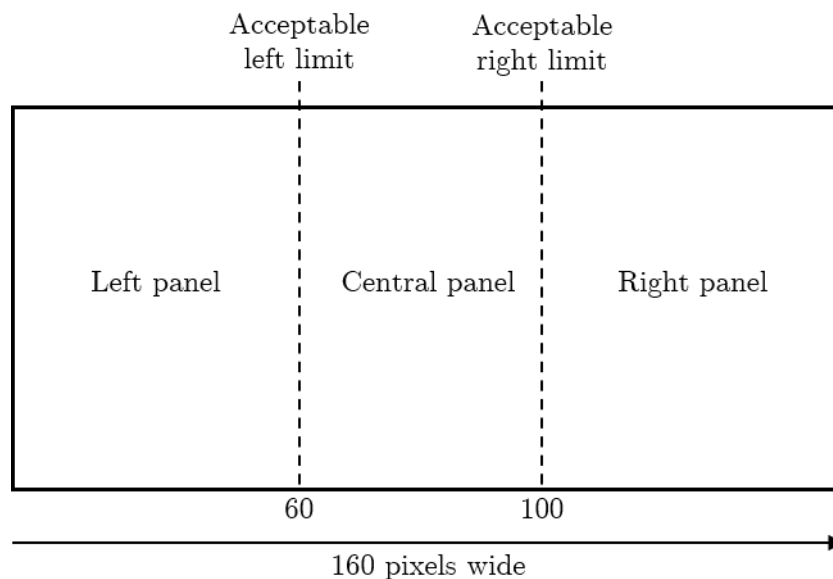 Acceptable
left limit
Acceptable
right limit
Left panel
Central panel
Right panel
60
100
160 pixels wide